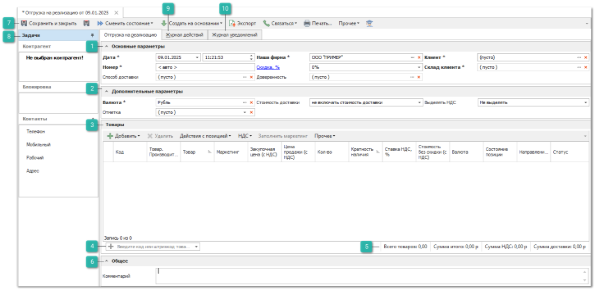 * Отгрузка на реализацию от 09.01.2025 ×
9 10
7 Сохранить и закрыть Сменить состояние Создать на основании Экспорт Связаться Печать... Прочее
8 Задачи
Отгрузка на реализацию Журнал действий Журнал уведомлений
Контрагент
Не выбран контрагент!
Блокировка
Контакты
Телефон
Мобильный
Рабочий
Адрес
1 Основные параметры
Дата * 09.01.2025 11:21:53 Наша фирма * ООО "ПРИМЕР" Клиент * (пусто)
Номер * < авто > Скидка, % 0% Склад клиента * (пусто)
Способ доставки (пусто) Доверенность (пусто)
2 Дополнительные параметры
Валюта * Рубль Стоимость доставки не включать стоимость доставки Выделять НДС Не выделять
Отметка (пусто)
3 Товары
Добавить Удалить Действия с позицией НДС Заполнить маркетинг Прочее
Код Товар. Производит... Товар Маркетинг Закупочная цена (с НДС) Цена продажи (с НДС) Кол-во Кратность наличия Ставка НДС, % Стоимость без скидки (с НДС) Валюта Состояние позиции Направлени... Статус
Запись 0 из 0
4 Введите код или штрихкод това...
5 Всего товаров: 0,00 Сумма итого: 0,00 р Сумма НДС: 0,00 р Сумма доставки: 0,00 р
6 Общее
Комментарий